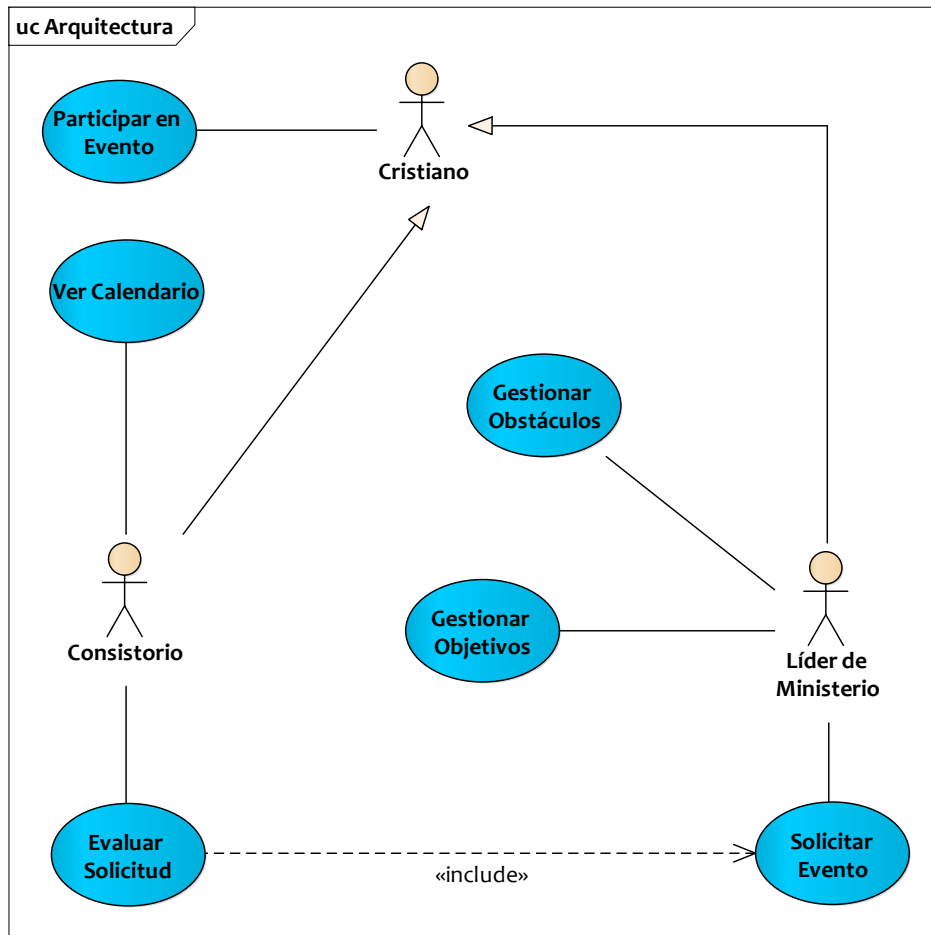 uc Arquitectura
Participar en
Evento
Cristiano
Ver Calendario
Gestionar
Obstáculos
Consistorio
Gestionar
Objetivos
Líder de
Ministerio
Evaluar
Solicitud
«include»
Solicitar
Evento